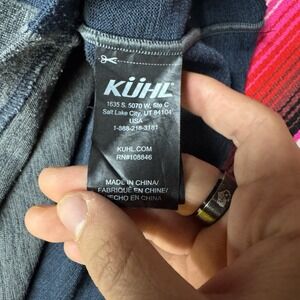 KÜHL
1635 S. 5070 W. Ste C
Salt Lake City, UT 84104
USA
1-888-218-3181
KUHL.COM
RN#108846
MADE IN CHINA/
FABRIQUÉ EN CHINE/
HECHO EN CHINA